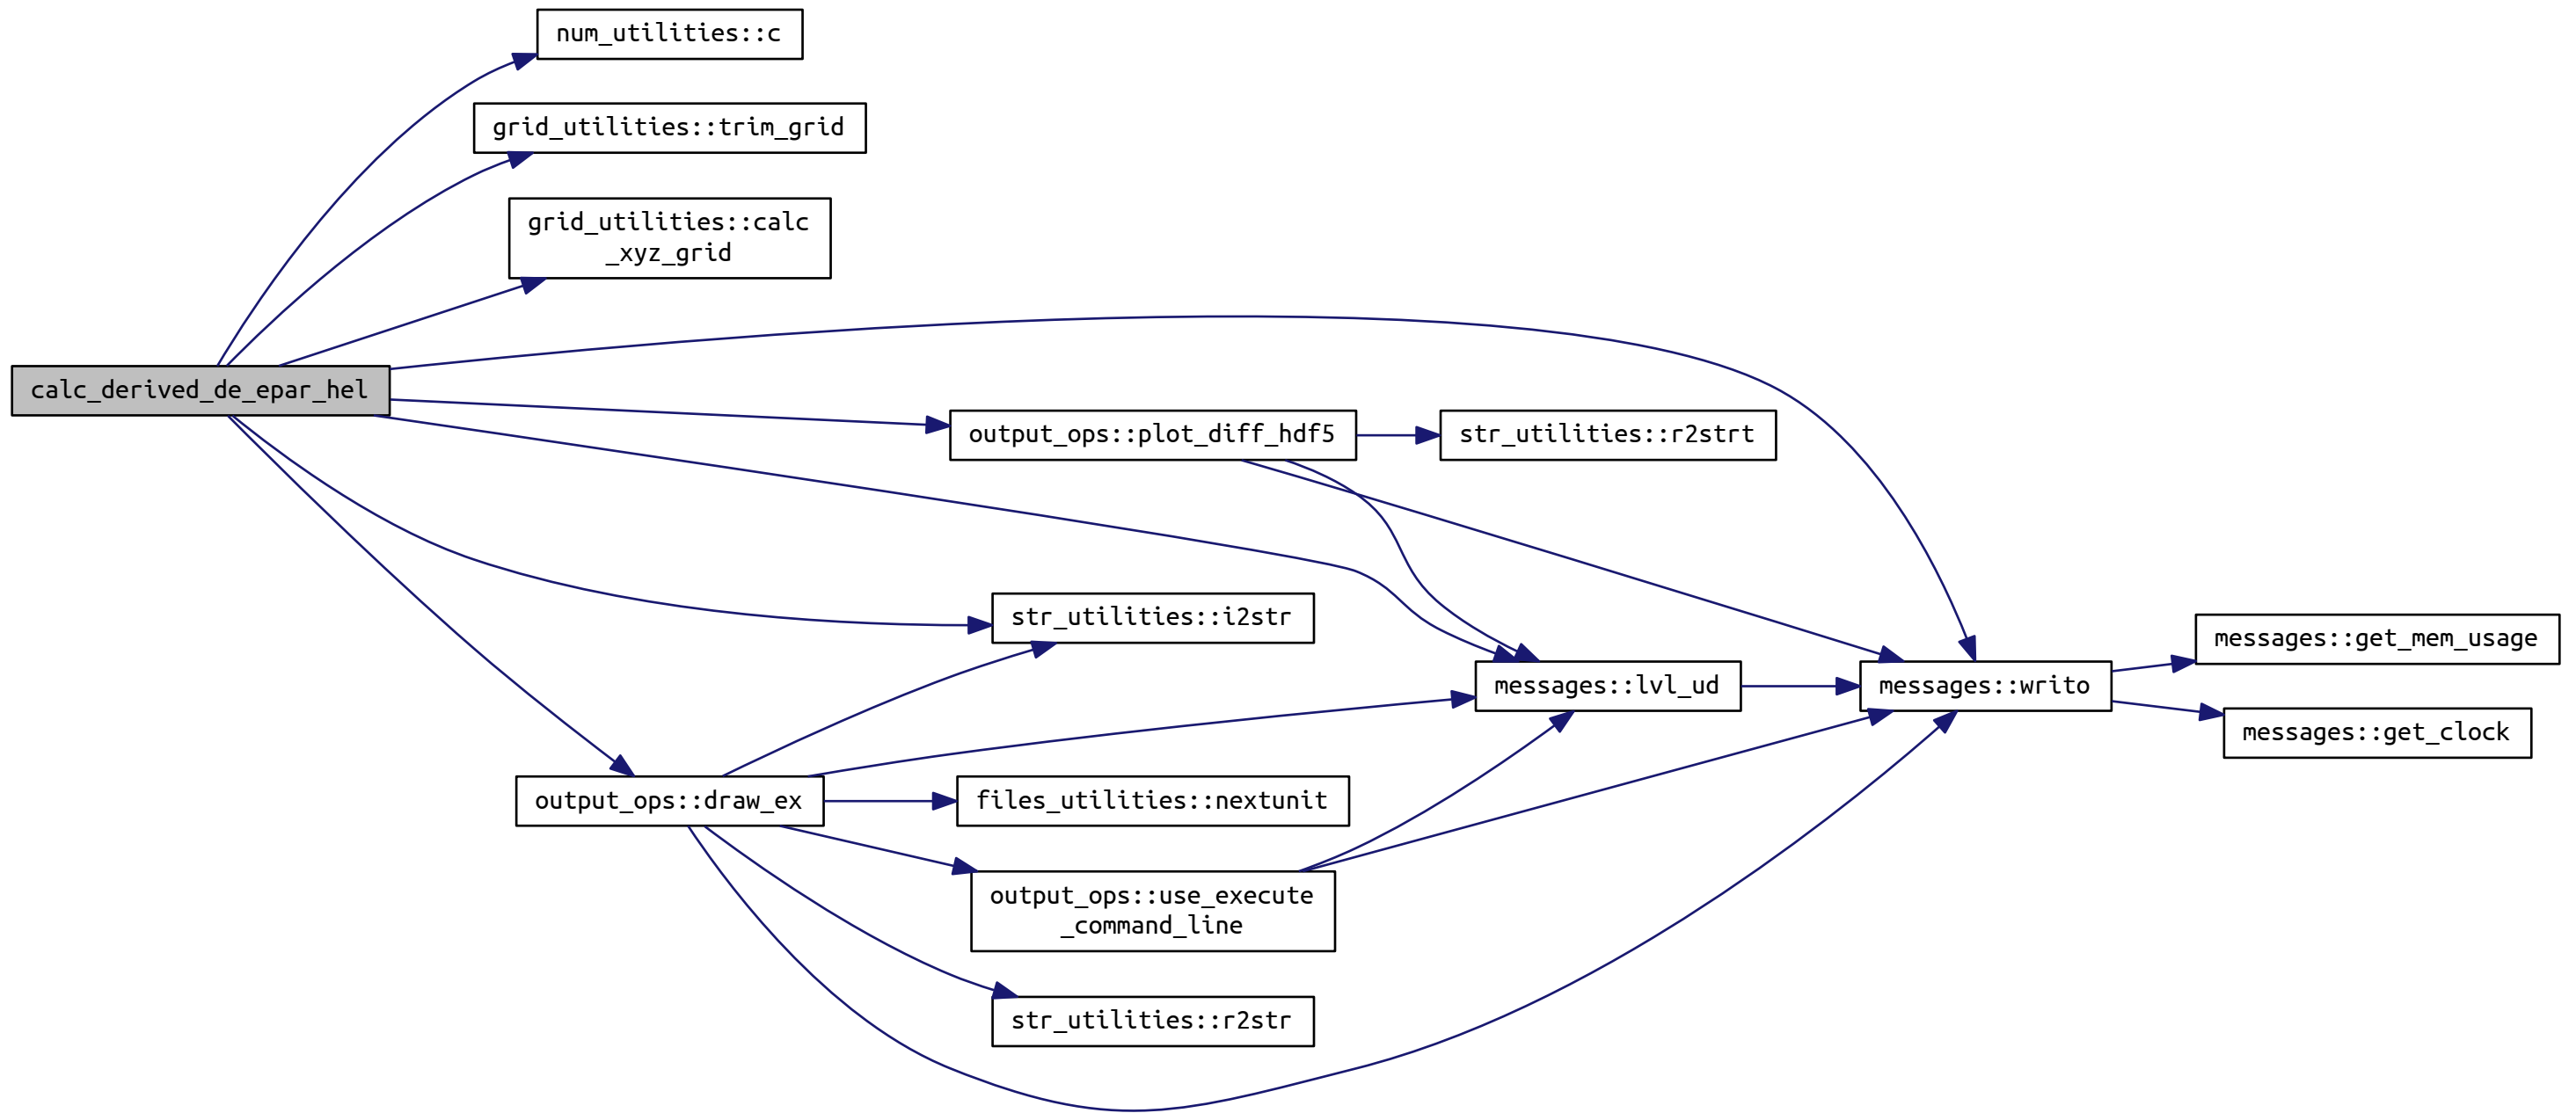 num_utilities::c
grid_utilities::trim_grid
grid_utilities::calc
_xyz_grid
calc_derived_de_epar_hel
output_ops::plot_diff_hdf5
str_utilities::r2strt
str_utilities::i2str
messages::get_mem_usage
messages::lvl_ud
messages::writo
messages::get_clock
output_ops::draw_ex
files_utilities::nextunit
output_ops::use_execute
_command_line
str_utilities::r2str